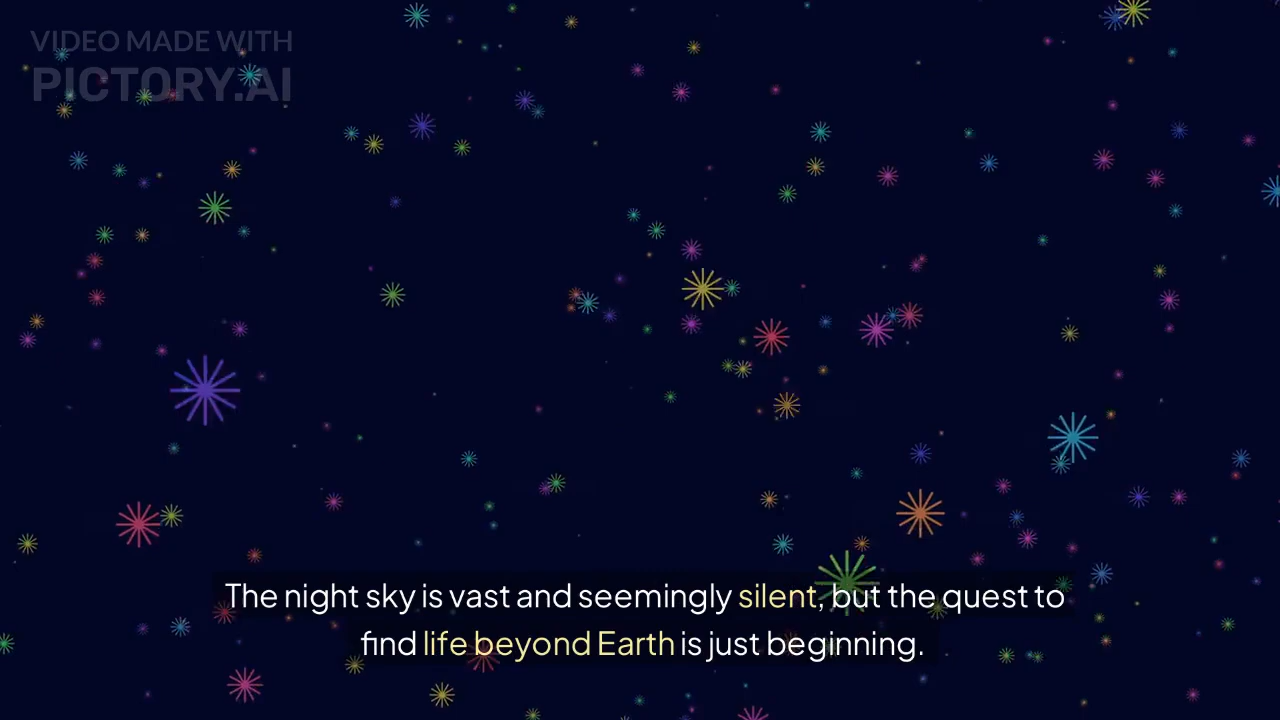 VIDEO MADE WITH
PICTORY.AI
The night sky is vast and seemingly silent, but the quest to
find life beyond Earth is just beginning.